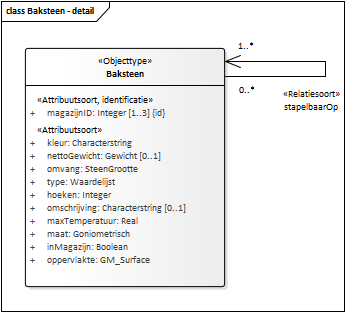 class Baksteen - detail
«Objecttype»
Baksteen
«Attribuutsoort, identificatie»
+ magazijnID: Integer [1..3] {id}
«Attribuutsoort»
+ kleur: Characterstring
+ nettoGewicht: Gewicht [0..1]
+ omvang: SteenGrootte
+ type: Waardelijst
+ hoeken: Integer
+ omschrijving: Characterstring [0..1]
+ maxTemperatuur: Real
+ maat: Goniometrisch
+ inMagazijn: Boolean
+ oppervlakte: GM_Surface
1..*
0..*
«Relatiesoort»
stapelbaarOp